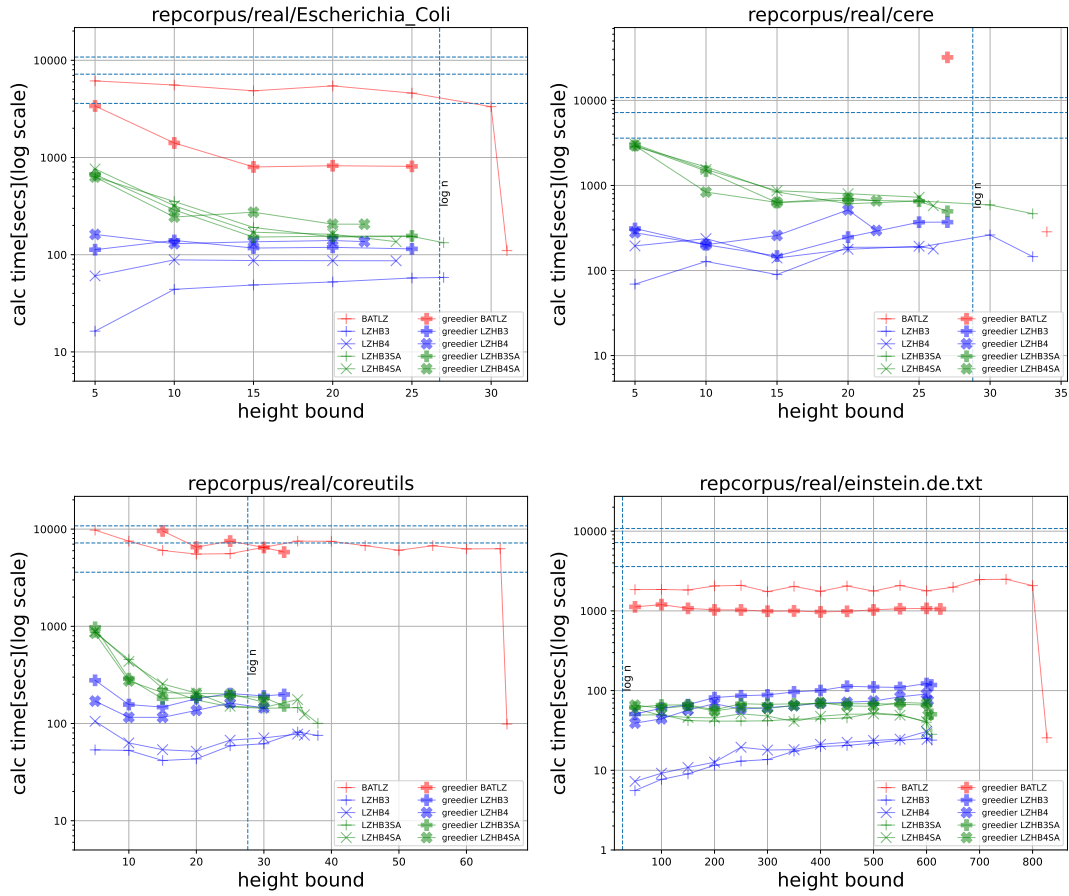 repcorpus/real/Escherichia_Coli
calc time[secs](log scale)
10000
1000
100
10
log n
BATLZ
LZHB3
LZHB4
LZHB3SA
LZHB4SA
greedier BATLZ
greedier LZHB3
greedier LZHB4
greedier LZHB3SA
greedier LZHB4SA
5 10 15 20 25 30
height bound
repcorpus/real/cere
calc time[secs](log scale)
10000
1000
100
10
log n
BATLZ
LZHB3
LZHB4
LZHB3SA
LZHB4SA
greedier BATLZ
greedier LZHB3
greedier LZHB4
greedier LZHB3SA
greedier LZHB4SA
5 10 15 20 25 30 35
height bound
repcorpus/real/coreutils
calc time[secs](log scale)
10000
1000
100
10
log n
BATLZ
LZHB3
LZHB4
LZHB3SA
LZHB4SA
greedier BATLZ
greedier LZHB3
greedier LZHB4
greedier LZHB3SA
greedier LZHB4SA
10 20 30 40 50 60
height bound
repcorpus/real/einstein.de.txt
calc time[secs](log scale)
10000
1000
100
10
1
log n
BATLZ
LZHB3
LZHB4
LZHB3SA
LZHB4SA
greedier BATLZ
greedier LZHB3
greedier LZHB4
greedier LZHB3SA
greedier LZHB4SA
100 200 300 400 500 600 700 800
height bound